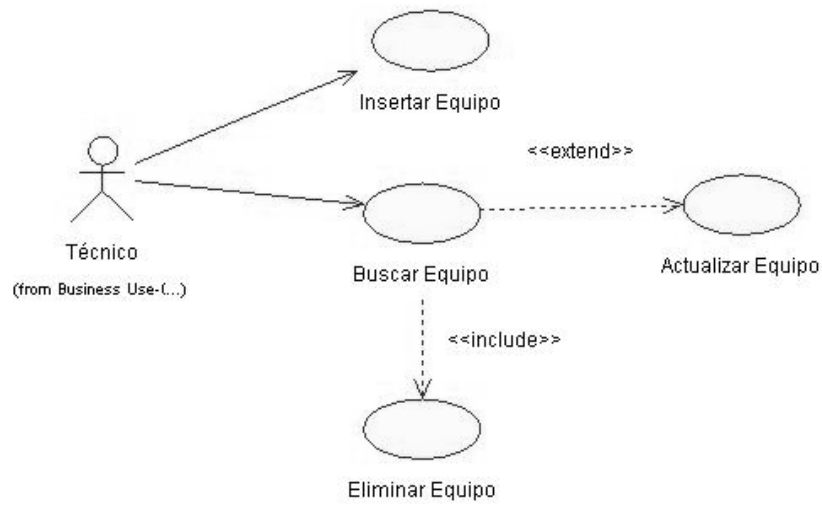 Insertar Equipo
<<extend>>
Técnico
(from Business Use-(...)
Buscar Equipo
Actualizar Equipo
<<include>>
Eliminar Equipo